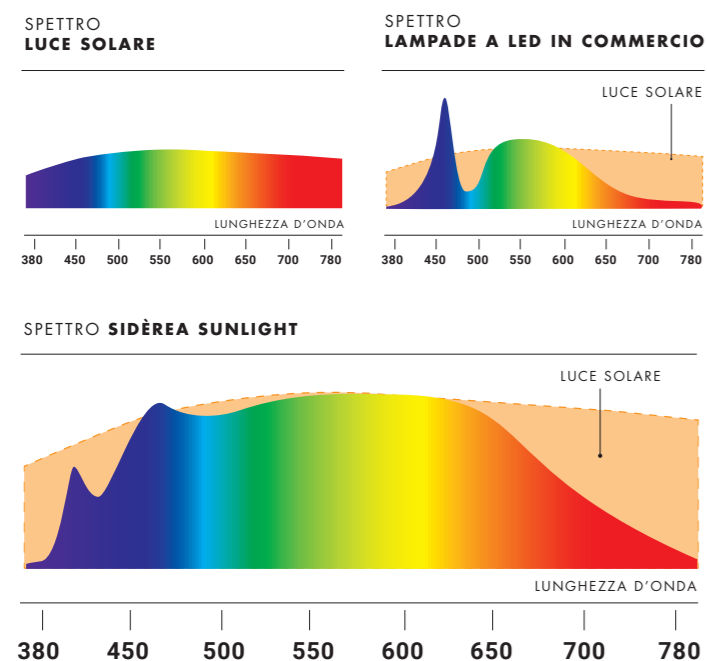 SPETTRO
LUCE SOLARE
LUNGHEZZA D'ONDA
380 450 500 550 600 650 700 780
SPETTRO
LAMPADE A LED IN COMMERCIO
LUCE SOLARE
LUNGHEZZA D'ONDA
380 450 500 550 600 650 700 780
SPETTRO SIDÈREA SUNLIGHT
LUCE SOLARE
LUNGHEZZA D'ONDA
380 450 500 550 600 650 700 780